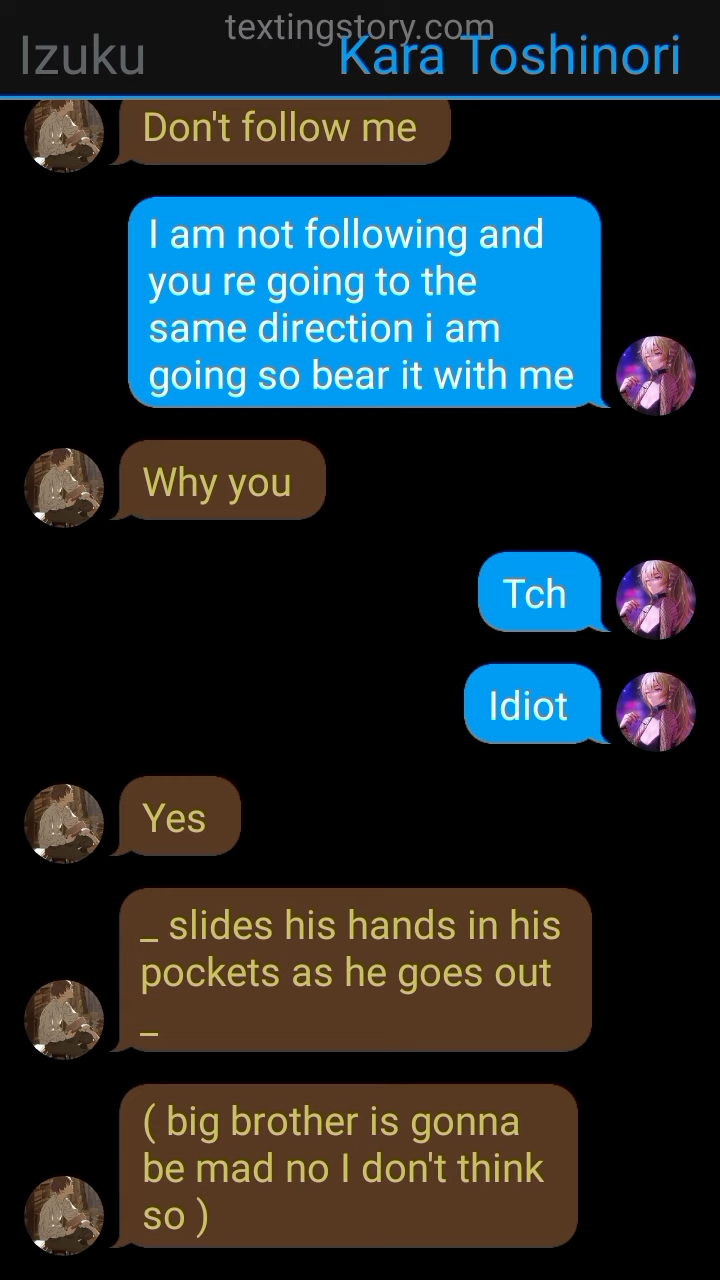 textingstory.com
Izuku Kara Toshinori
Don't follow me
I am not following and
you re going to the
same direction i am
going so bear it with me
Why you
Tch
Idiot
Yes
_ slides his hands in his
pockets as he goes out
_
( big brother is gonna
be mad no I don't think
so )